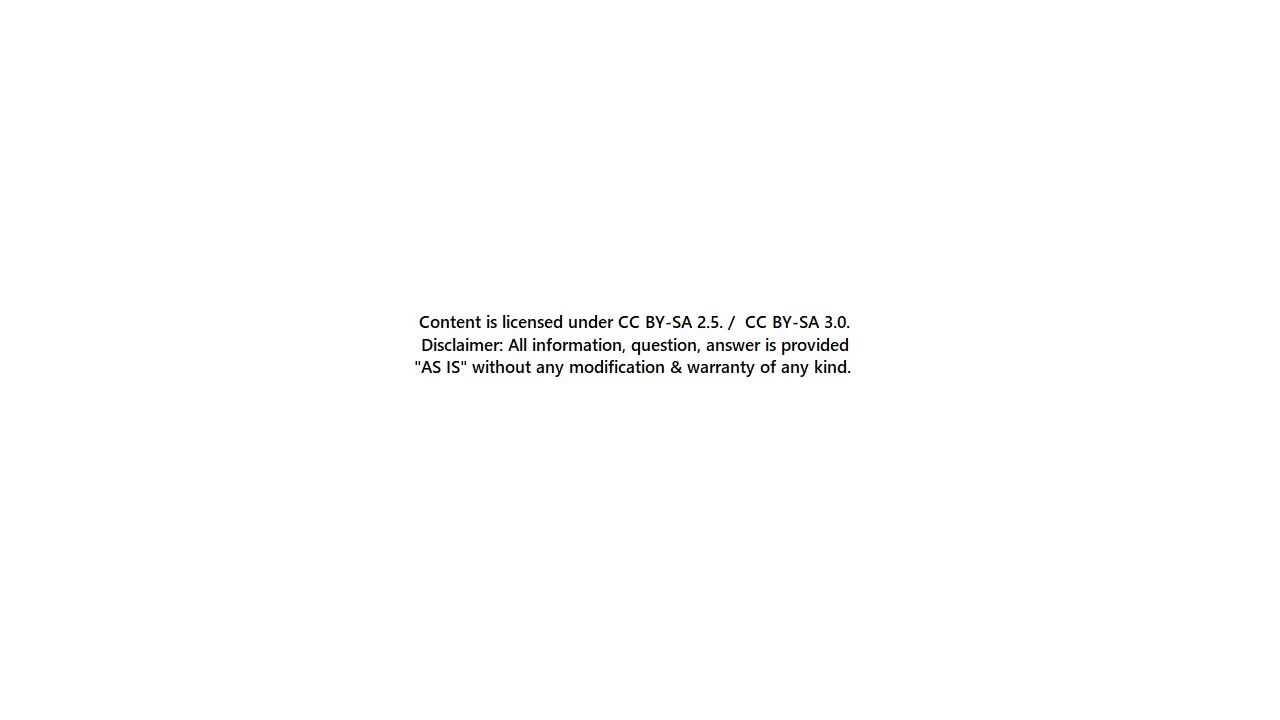 Content is licensed under CC BY-SA 2.5. /  CC BY-SA 3.0.
Disclaimer: All information, question, answer is provided
"AS IS" without any modification & warranty of any kind.